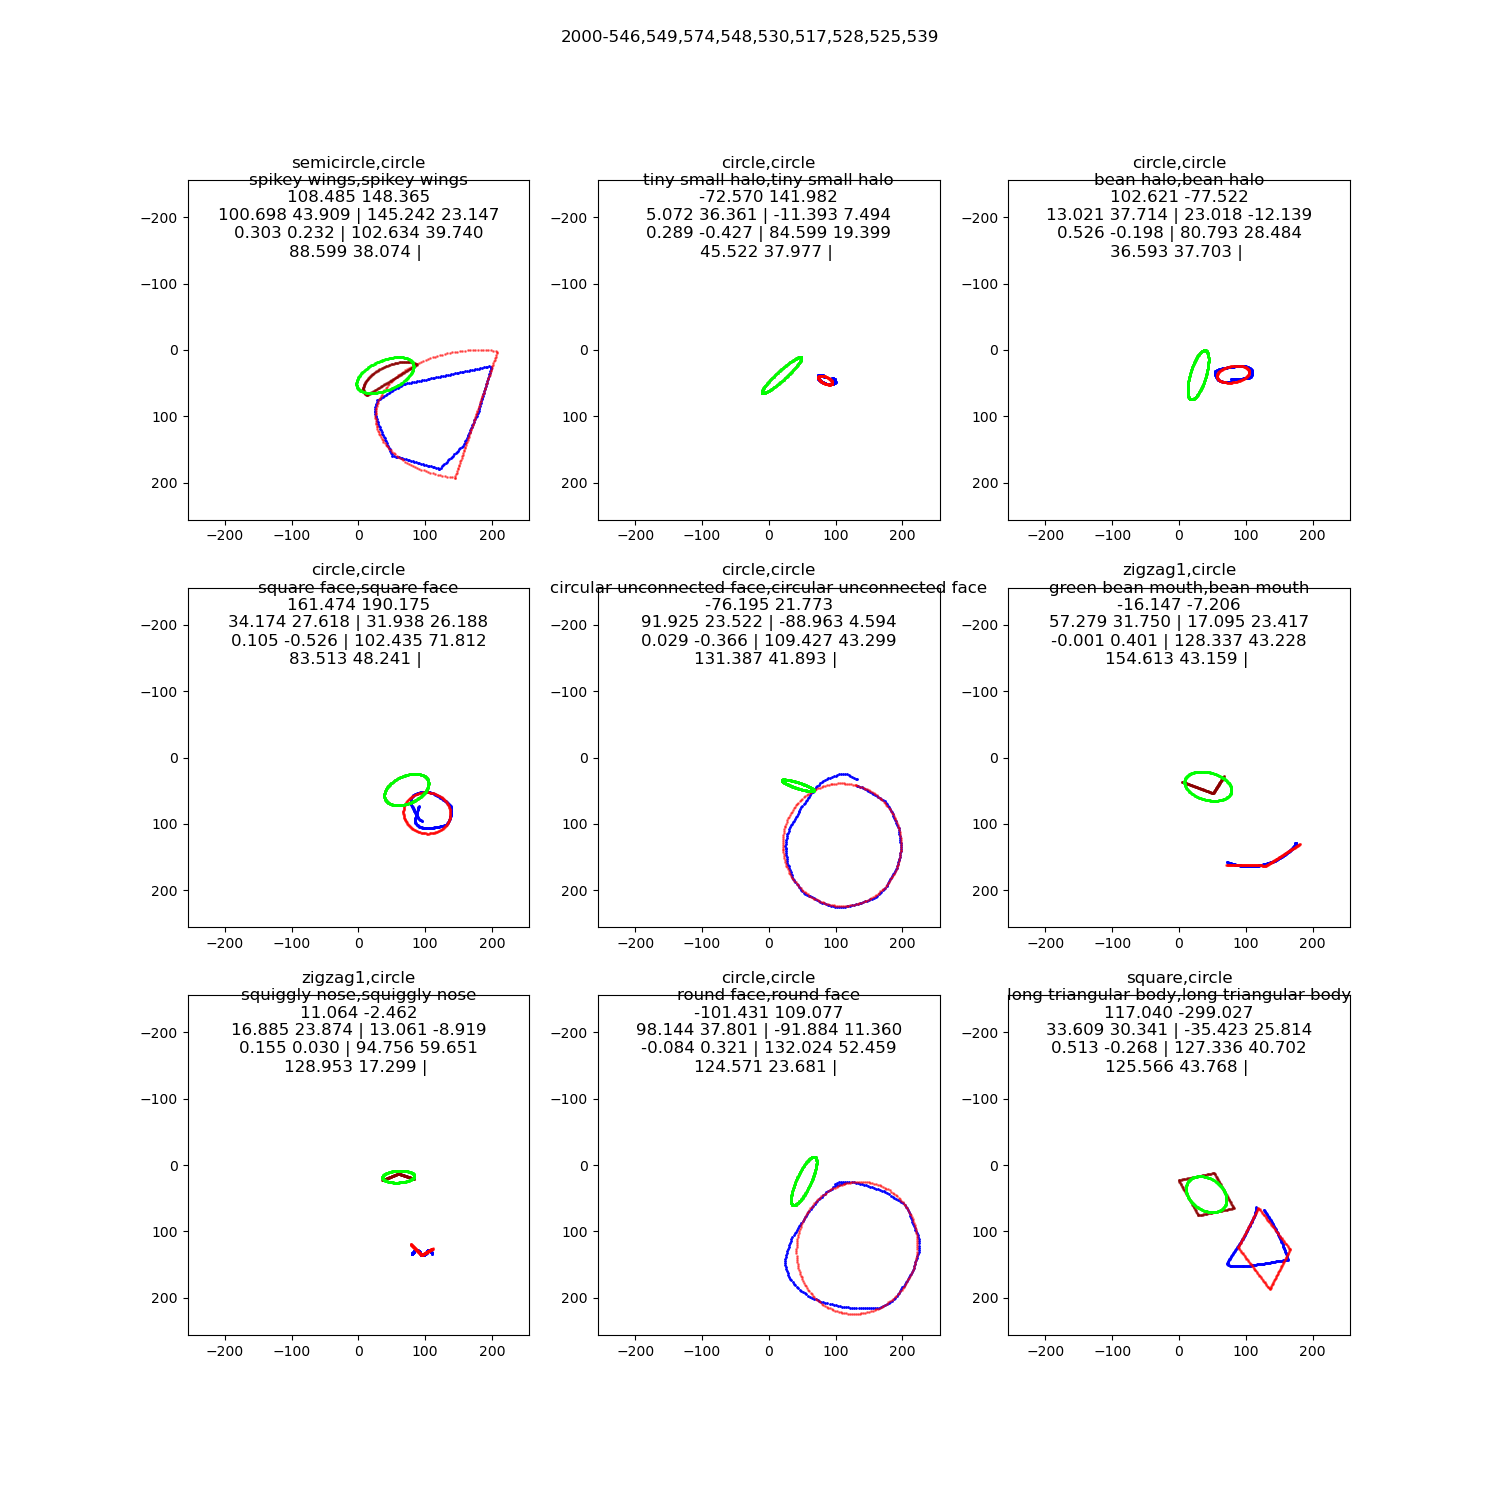 2000-546,549,574,548,530,517,528,525,539
semicircle,circle
spikey wings,spikey wings
108.485 148.365
100.698 43.909 | 145.242 23.147
0.303 0.232 | 102.634 39.740
88.599 38.074 |
−200
−100
0
100
200
−200 −100 0 100 200
circle,circle
tiny small halo,tiny small halo
-72.570 141.982
5.072 36.361 | -11.393 7.494
0.289 -0.427 | 84.599 19.399
45.522 37.977 |
−200
−100
0
100
200
−200 −100 0 100 200
circle,circle
bean halo,bean halo
102.621 -77.522
13.021 37.714 | 23.018 -12.139
0.526 -0.198 | 80.793 28.484
36.593 37.703 |
−200
−100
0
100
200
−200 −100 0 100 200
circle,circle
square face,square face
161.474 190.175
34.174 27.618 | 31.938 26.188
0.105 -0.526 | 102.435 71.812
83.513 48.241 |
−200
−100
0
100
200
−200 −100 0 100 200
circle,circle
circular unconnected face,circular unconnected face
-76.195 21.773
91.925 23.522 | -88.963 4.594
0.029 -0.366 | 109.427 43.299
131.387 41.893 |
−200
−100
0
100
200
−200 −100 0 100 200
zigzag1,circle
green bean mouth,bean mouth
-16.147 -7.206
57.279 31.750 | 17.095 23.417
-0.001 0.401 | 128.337 43.228
154.613 43.159 |
−200
−100
0
100
200
−200 −100 0 100 200
zigzag1,circle
squiggly nose,squiggly nose
11.064 -2.462
16.885 23.874 | 13.061 -8.919
0.155 0.030 | 94.756 59.651
128.953 17.299 |
−200
−100
0
100
200
−200 −100 0 100 200
circle,circle
round face,round face
-101.431 109.077
98.144 37.801 | -91.884 11.360
-0.084 0.321 | 132.024 52.459
124.571 23.681 |
−200
−100
0
100
200
−200 −100 0 100 200
square,circle
long triangular body,long triangular body
117.040 -299.027
33.609 30.341 | -35.423 25.814
0.513 -0.268 | 127.336 40.702
125.566 43.768 |
−200
−100
0
100
200
−200 −100 0 100 200